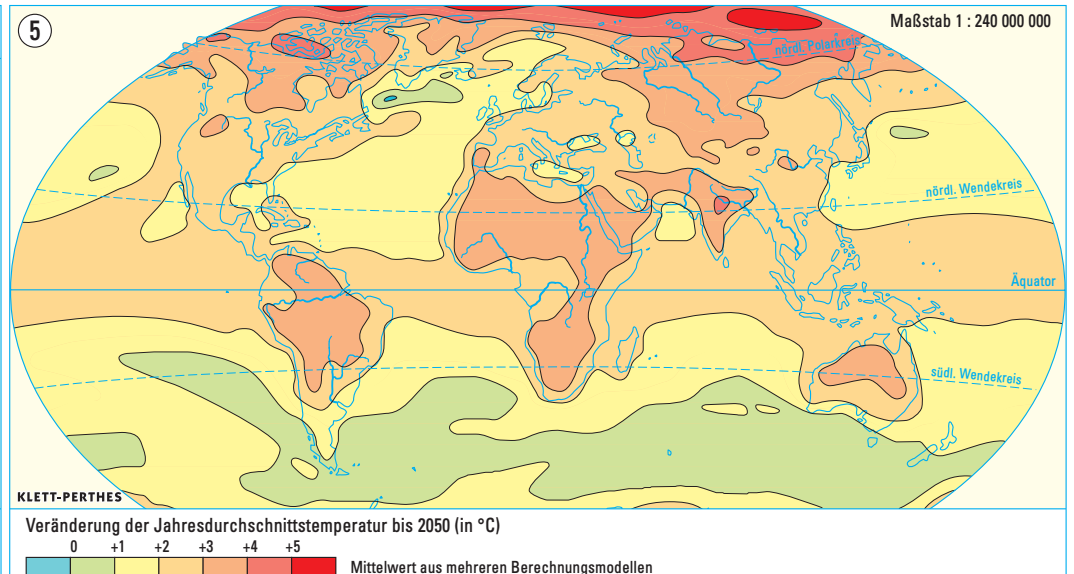 5
Maßstab 1 : 240 000 000
nördl. Polarkreis
nördl. Wendekreis
Äquator
südl. Wendekreis
KLETT-PERTHES
Veränderung der Jahresdurchschnittstemperatur bis 2050 (in °C)
0 +1 +2 +3 +4 +5
Mittelwert aus mehreren Berechnungsmodellen